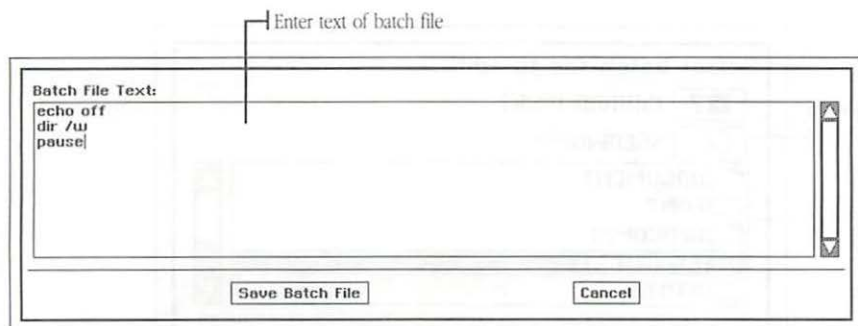 Enter text of batch file
Batch File Text:
echo off
dir /w
pause
Save Batch File
Cancel